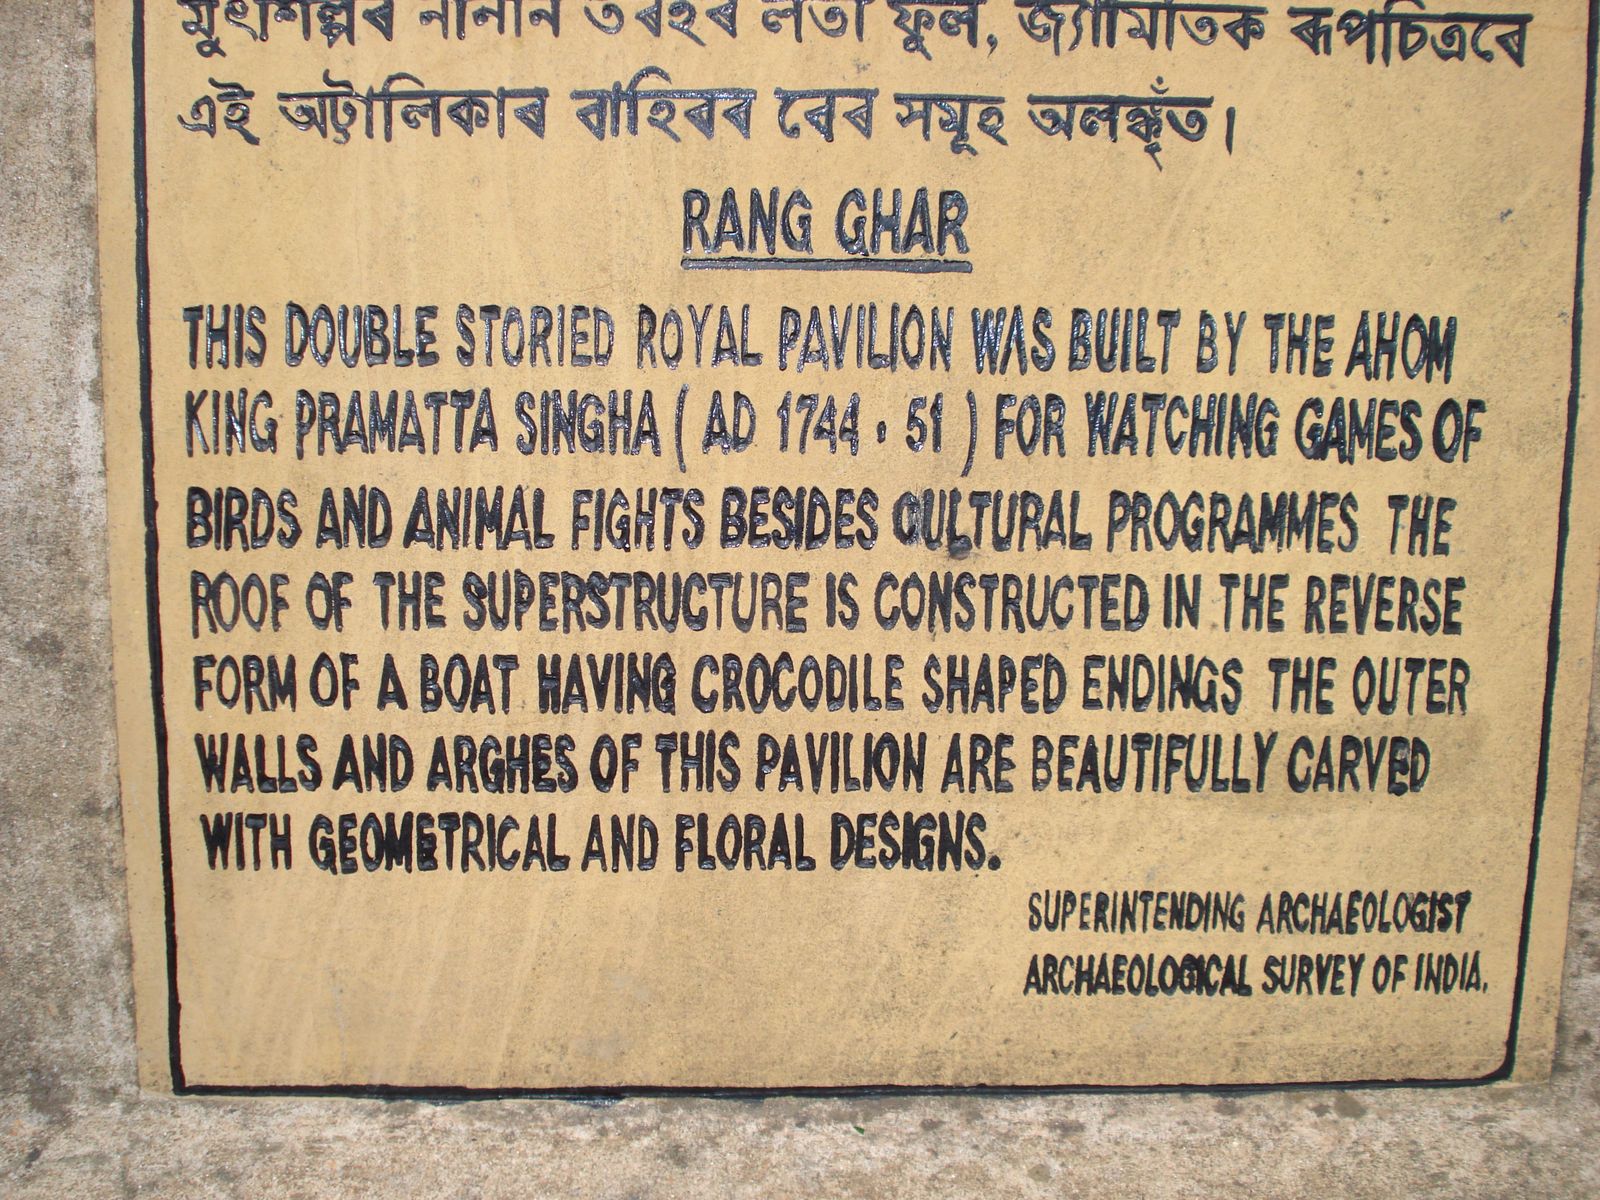 মৃৎশিল্পৰ নানান তৰহৰ লতা ফুল, জ্যামিতিক ৰূপচিত্ৰৰে
এই অট্টালিকাৰ বাহিৰৰ বেৰ সমূহ অলঙ্কৃঁত।
RANG GHAR
THIS DOUBLE STORIED ROYAL PAVILION WAS BUILT BY THE AHOM
KING PRAMATTA SINGHA ( AD 1744 · 51 ) FOR WATCHING GAMES OF
BIRDS AND ANIMAL FIGHTS BESIDES CULTURAL PROGRAMMES THE
ROOF OF THE SUPERSTRUCTURE IS CONSTRUCTED IN THE REVERSE
FORM OF A BOAT HAVING CROCODILE SHAPED ENDINGS THE OUTER
WALLS AND ARGHES OF THIS PAVILION ARE BEAUTIFULLY CARVED
WITH GEOMETRICAL AND FLORAL DESIGNS.
SUPERINTENDING ARCHAEOLOGIST
ARCHAEOLOGICAL SURVEY OF INDIA.